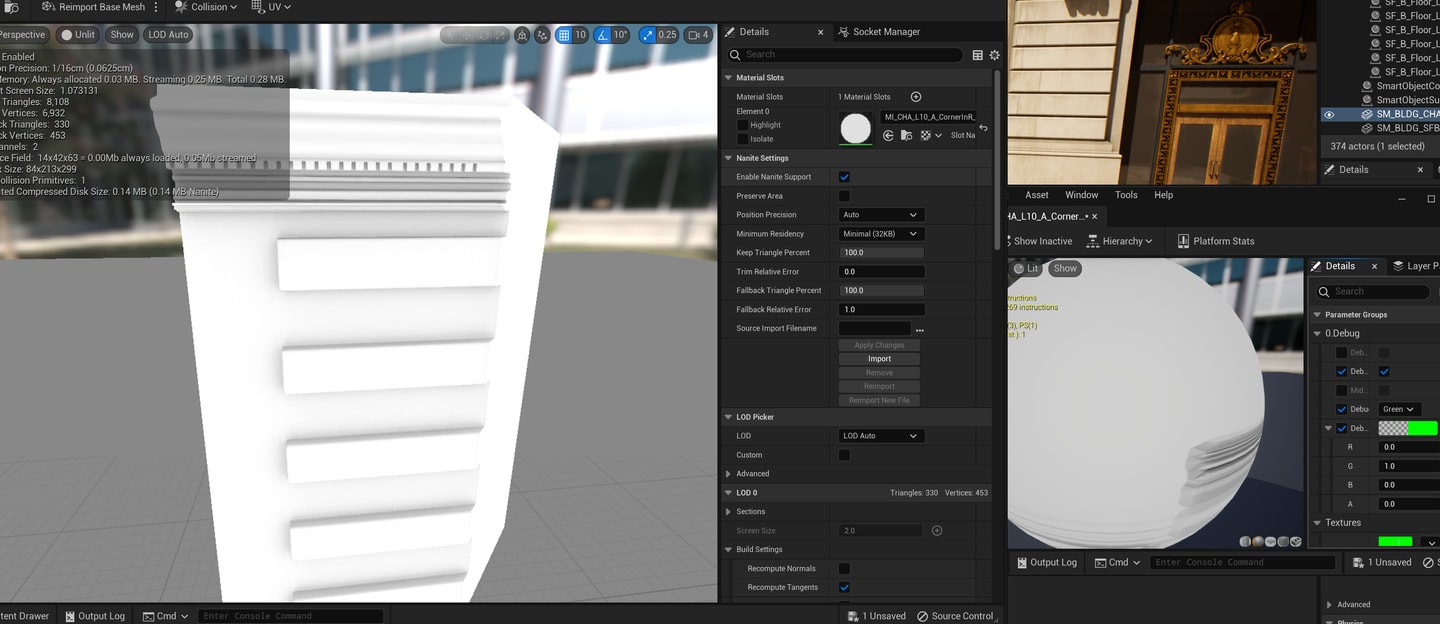 Reimport Base Mesh
Collision
UV
Perspective
Unlit
Show
LOD Auto
10
10°
0.25
4
Enabled
on Precision: 1/16cm (0.0625cm)
Memory: Always allocated 0.03 MB. Streaming 0.25 MB. Total 0.28 MB.
t Screen Size: 1.073131
Triangles: 8,108
Vertices: 6,932
ck Triangles: 330
ck Vertices: 453
annels: 2
ce Field: 14x42x63 = 0.00Mb always loaded, 0.05Mb streamed
x Size: 84x213x299
ollision Primitives: 1
ted Compressed Disk Size: 0.14 MB (0.14 MB Nanite)
tent Drawer
Output Log
Cmd
Enter Console Command
1 Unsaved
Source Control
Details
Socket Manager
Search
Material Slots
Material Slots
1 Material Slots
Element 0
Highlight
Isolate
MI_CHA_L10_A_CornerInR_
Slot Na
Nanite Settings
Enable Nanite Support
Preserve Area
Position Precision
Auto
Minimum Residency
Minimal (32KB)
Keep Triangle Percent
100.0
Trim Relative Error
0.0
Fallback Triangle Percent
100.0
Fallback Relative Error
1.0
Source Import Filename
Apply Changes
Import
Remove
Reimport
Reimport New File
LOD Picker
LOD
LOD Auto
Custom
Advanced
LOD 0
Triangles: 330
Vertices: 453
Sections
Screen Size
2.0
Build Settings
Recompute Normals
Recompute Tangents
SF_B_Floor_L
SF_B_Floor_L
SF_B_Floor_L
SF_B_Floor_L
SF_B_Floor_L
SF_B_Floor_L
SmartObjectCo
SmartObjectSu
SM_BLDG_CHA
SM_BLDG_SFB
374 actors (1 selected)
Details
Asset
Window
Tools
Help
HA_L10_A_Corner...•
Show Inactive
Hierarchy
Platform Stats
Lit
Show
tructions
269 instructions
(3), PS(1)
st.): 1
Details
Layer P
Search
Parameter Groups
0.Debug
Deb..
Deb..
Mid..
Debu
Green
Deb..
R
0.0
G
1.0
B
0.0
A
0.0
Textures
Output Log
Cmd
Enter Console Command
1 Unsaved
S
Advanced
Physics